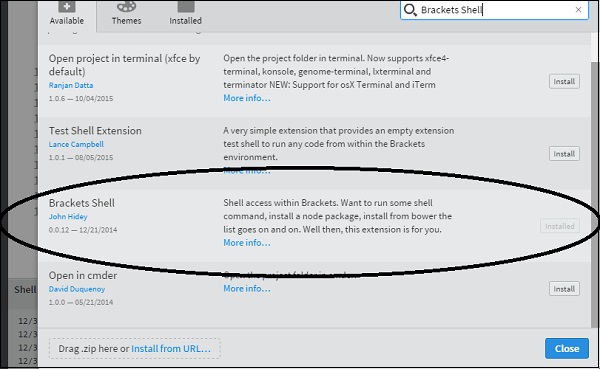 Available
Themes
Installed
Brackets Shell
Open project in terminal (xfce by default)
Ranjan Datta
1.0.6 — 10/04/2015
Open the project folder in terminal. Now supports xfce4-
terminal, konsole, genome-terminal, lxterminal and
terminator NEW: Support for osX Terminal and iTerm
More info...
Install
Test Shell Extension
Lance Campbell
1.0.1 — 08/05/2015
A very simple extension that provides an empty extension
test shell to run any code from within the Brackets
environment.
More info...
Install
Brackets Shell
John Hidey
0.0.12 — 12/21/2014
Shell access within Brackets. Want to run some shell
command, install a node package, install from bower the
list goes on and on. Well then, this extension is for you.
More info...
Installed
Open in cmder
David Duquenoy
1.0.0 — 05/21/2014
Open the project folder in
More info...
Install
Shell
12/3
12/3
12/3
12/3
Drag .zip here or Install from URL...
Close